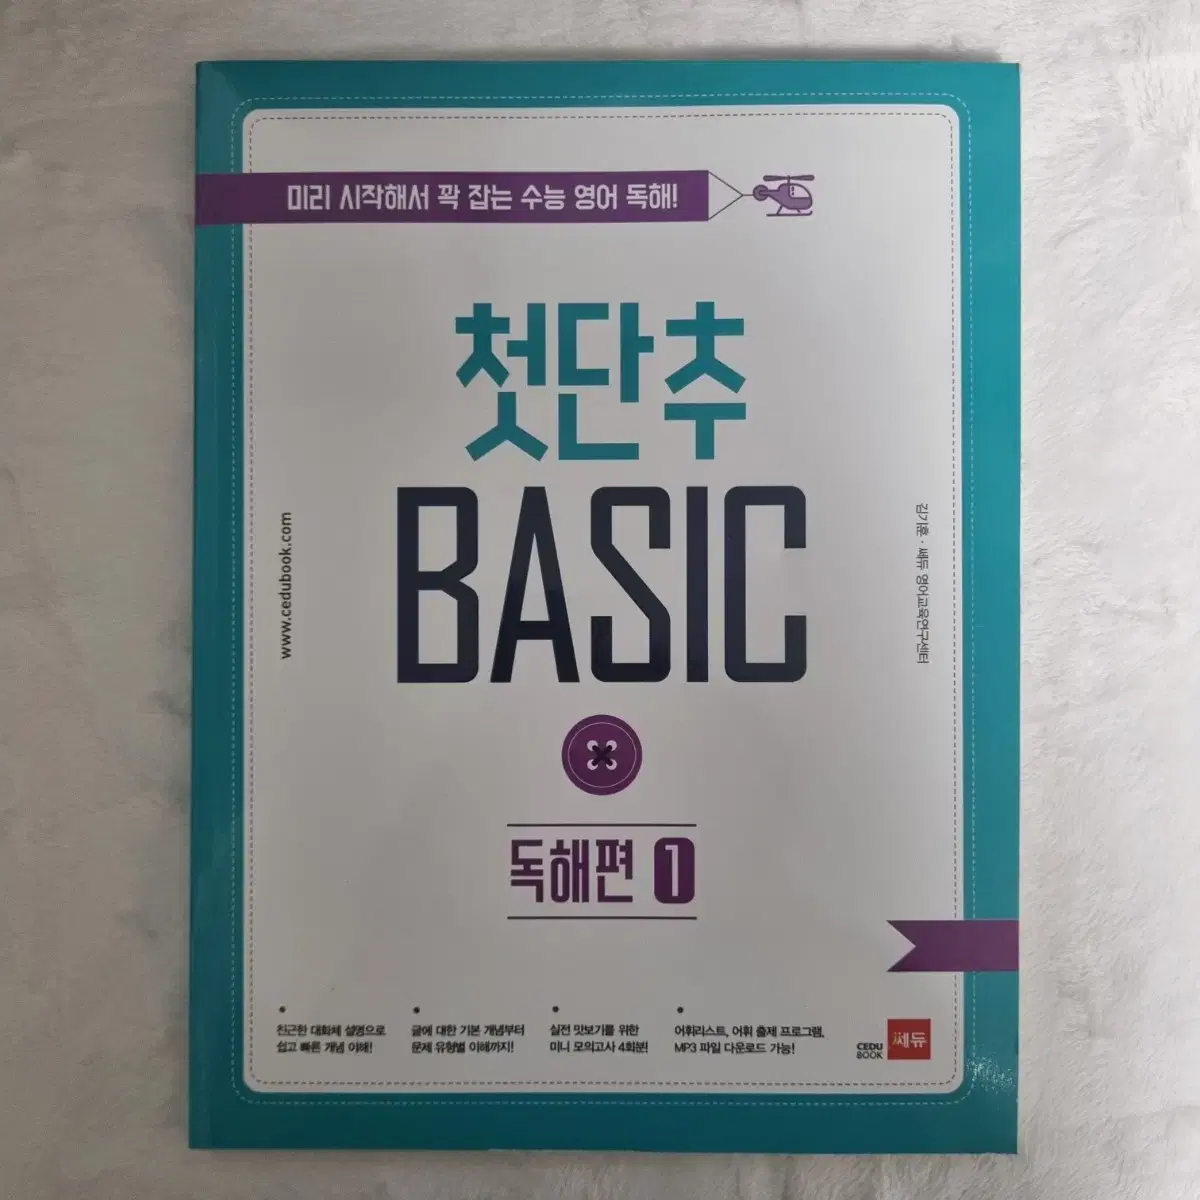 미리 시작해서 꽉 잡는 수능 영어 독해!
첫단추
BASIC
www.cedubook.com
김기훈 · 쎄듀 영어교육연구센터
독해편 1
친근한 대화체 설명으로
쉽고 빠른 개념 이해!
글에 대한 기본 개념부터
문제 유형별 이해까지!
실전 맛보기를 위한
미니 모의고사 4회분!
어휘리스트, 어휘 출제 프로그램,
MP3 파일 다운로드 가능!
CEDU
BOOK
쎄듀